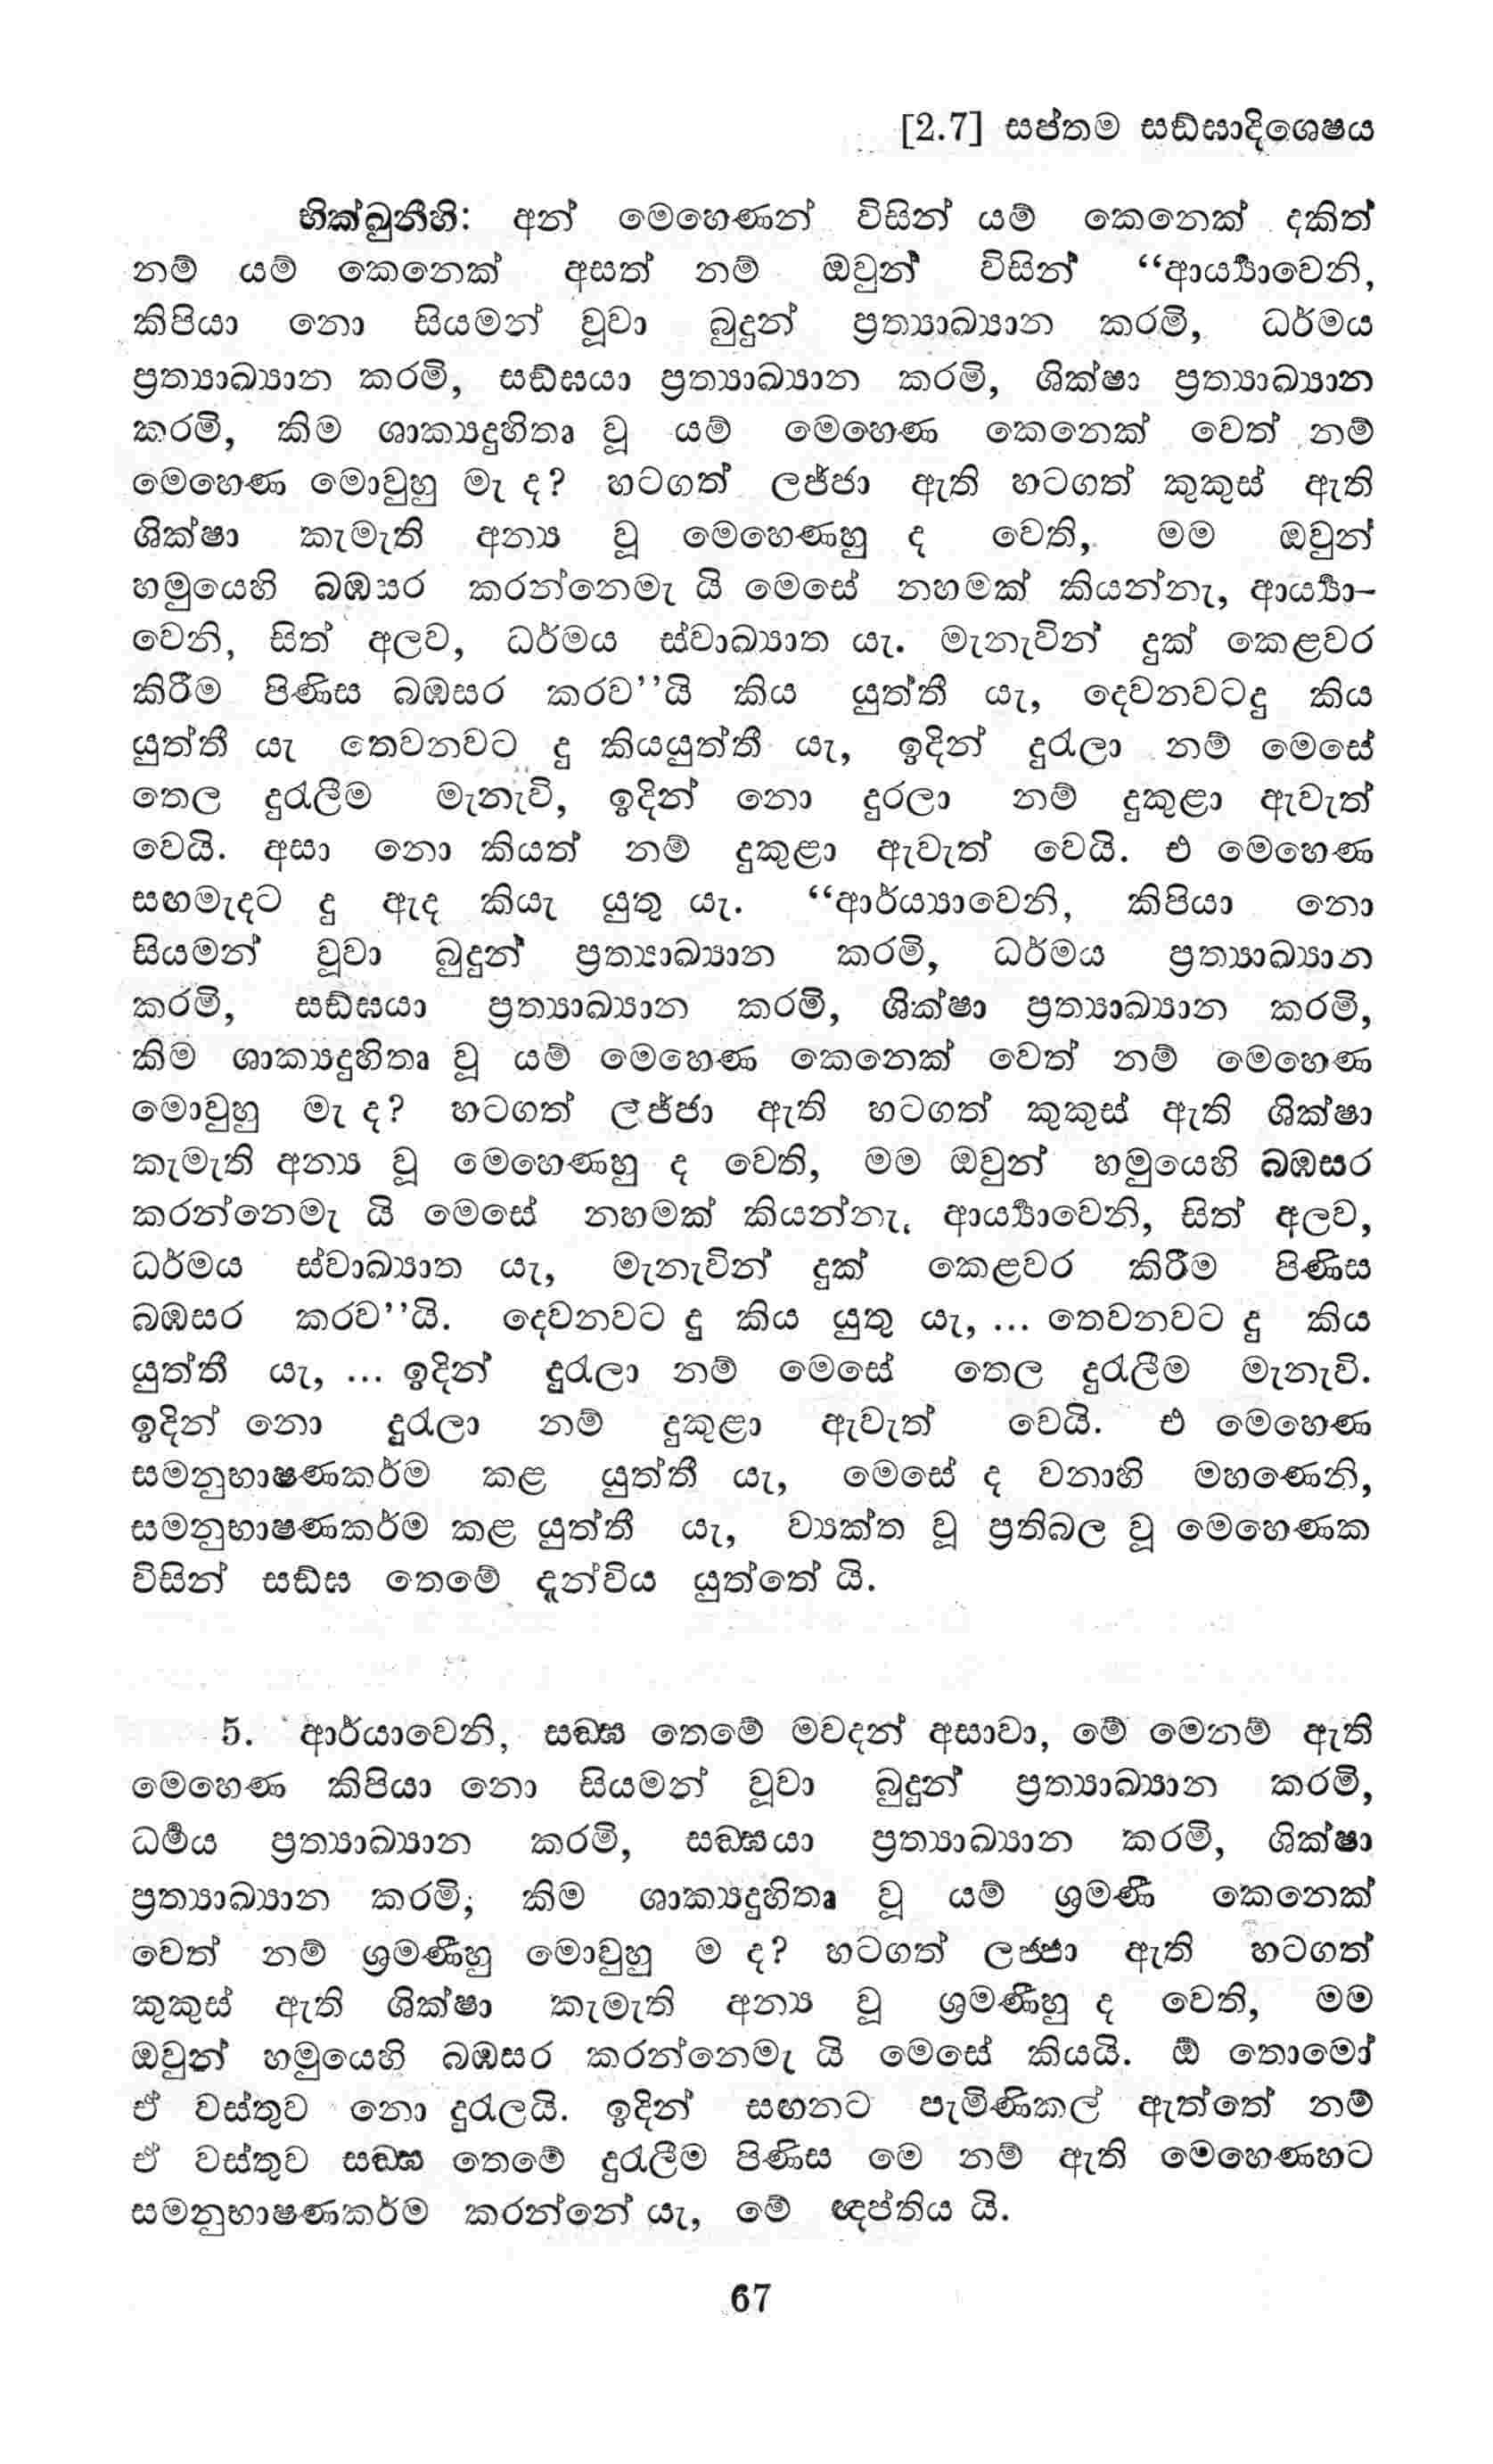 [2.7] සප්තම සඞ්ඝාදිශෙෂය
භික්ඛුනීහි: අන් මෙහෙණන් විසින් යම් කෙනෙක් දකිත්
නම් යම් කෙනෙක් අසත් නම් ඔවුන් විසින් “ආර්‍ය්‍යාවෙනි,
කිපියා නො සියමන් වූවා බුදුන් ප්‍රත්‍යාඛ්‍යාන කරමි, ධර්මය
ප්‍රත්‍යාඛ්‍යාන කරමි, සඞ්ඝයා ප්‍රත්‍යාඛ්‍යාන කරමි, ශික්ෂා ප්‍රත්‍යාඛ්‍යාන
කරමි, කිම ශාක්‍යදුහිතෘ වූ යම් මෙහෙණ කෙනෙක් වෙත් නම්
මෙහෙණ මොවුහු මැ ද? හටගත් ලජ්ජා ඇති හටගත් කුකුස් ඇති
ශික්ෂා කැමැති අන්‍ය වූ මෙහෙණහු ද වෙති, මම ඔවුන්
හමුයෙහි බඹසර කරන්නෙමැ යි මෙසේ නහමක් කියන්නැ, ආර්‍ය්‍යා-
වෙනි, සිත් අලව, ධර්මය ස්වාඛ්‍යාත යැ. මැනැවින් දුක් කෙළවර
කිරීම පිණිස බඹසර කරව’’යි කිය යුත්තී යැ, දෙවනවටදු කිය
යුත්තී යැ තෙවනවට දු කියයුත්තී යැ, ඉදින් දුරැලා නම් මෙසේ
තෙල දුරැලීම මැනැවි, ඉදින් නො දුරලා නම් දුකුළා ඇවැත්
වෙයි. අසා නො කියත් නම් දුකුළා ඇවැත් වෙයි. එ මෙහෙණ
සඟමැදට දු ඇද කියැ යුතු යැ. “ආර්ය්‍යාවෙනි, කිපියා නො
සියමන් වූවා බුදුන් ප්‍රත්‍යාඛ්‍යාන කරමි, ධර්මය ප්‍රත්‍යාඛ්‍යාන
කරමි, සඞ්ඝයා ප්‍රත්‍යාඛ්‍යාන කරමි, ශික්ෂා ප්‍රත්‍යාඛ්‍යාන කරමි,
කිම ශාක්‍යදුහිතෘ වූ යම් මෙහෙණ කෙනෙක් වෙත් නම් මෙහෙණ
මොවුහු මැ ද? හටගත් ලජ්ජා ඇති හටගත් කුකුස් ඇති ශික්ෂා
කැමැති අන්‍ය වූ මෙහෙණහු ද වෙති, මම ඔවුන් හමුයෙහි බඹසර
කරන්නෙමැ යි මෙසේ නහමක් කියන්නැ, ආර්‍ය්‍යාවෙනි, සිත් අලව,
ධර්මය ස්වාඛ්‍යාත යැ, මැනැවින් දුක් කෙළවර කිරීම පිණිස
බඹසර කරව’’යි. දෙවනවට දු කිය යුතු යැ, ... තෙවනවට දු කිය
යුත්තී යැ, ... ඉදින් දුරැලා නම් මෙසේ තෙල දුරැලීම මැනැවි.
ඉදින් නො දුරැලා නම් දුකුළා ඇවැත් වෙයි. එ මෙහෙණ
සමනුභාෂණකර්ම කළ යුත්තී යැ, මෙසේ ද වනාහි මහණෙනි,
සමනුභාෂණකර්ම කළ යුත්තී යැ, ව්‍යක්ත වූ ප්‍රතිබල වූ මෙහෙණක
විසින් සඞ්ඝ තෙමේ දැන්විය යුත්තේ යි.
5. ආර්යාවෙනි, සඞ්ඝ තෙමේ මවදන් අසාවා, මේ මෙනම් ඇති
මෙහෙණ කිපියා නො සියමන් වූවා බුදුන් ප්‍රත්‍යාඛ්‍යාන කරමි,
ධර්‍මය ප්‍රත්‍යාඛ්‍යාන කරමි, සඞ්ඝයා ප්‍රත්‍යාඛ්‍යාන කරමි, ශික්ෂා
ප්‍රත්‍යාඛ්‍යාන කරමි; කිම ශාක්‍යදුහිතෘ වූ යම් ශ්‍රමණී කෙනෙක්
වෙත් නම් ශ්‍රමණීහු මොවුහු ම ද? හටගත් ලජ්ජා ඇති හටගත්
කුකුස් ඇති ශික්ෂා කැමැති අන්‍ය වූ ශ්‍රමණීහු ද වෙති, මම
ඔවුන් හමුයෙහි බඹසර කරන්නෙමැ යි මෙසේ කියයි. ඕ තොමෝ
ඒ වස්තුව නො දුරැලයි. ඉදින් සඟනට පැමිණිකල් ඇත්තේ නම්
ඒ වස්තුව සඞ්ඝ තෙමේ දුරැලීම පිණිස මෙ නම් ඇති මෙහෙණහට
සමනුභාෂණකර්ම කරන්නේ යැ, මේ ඥප්තිය යි.
67